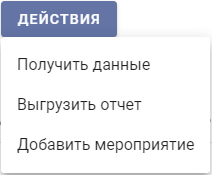 ДЕЙСТВИЯ
Получить данные
Выгрузить отчет
Добавить мероприятие